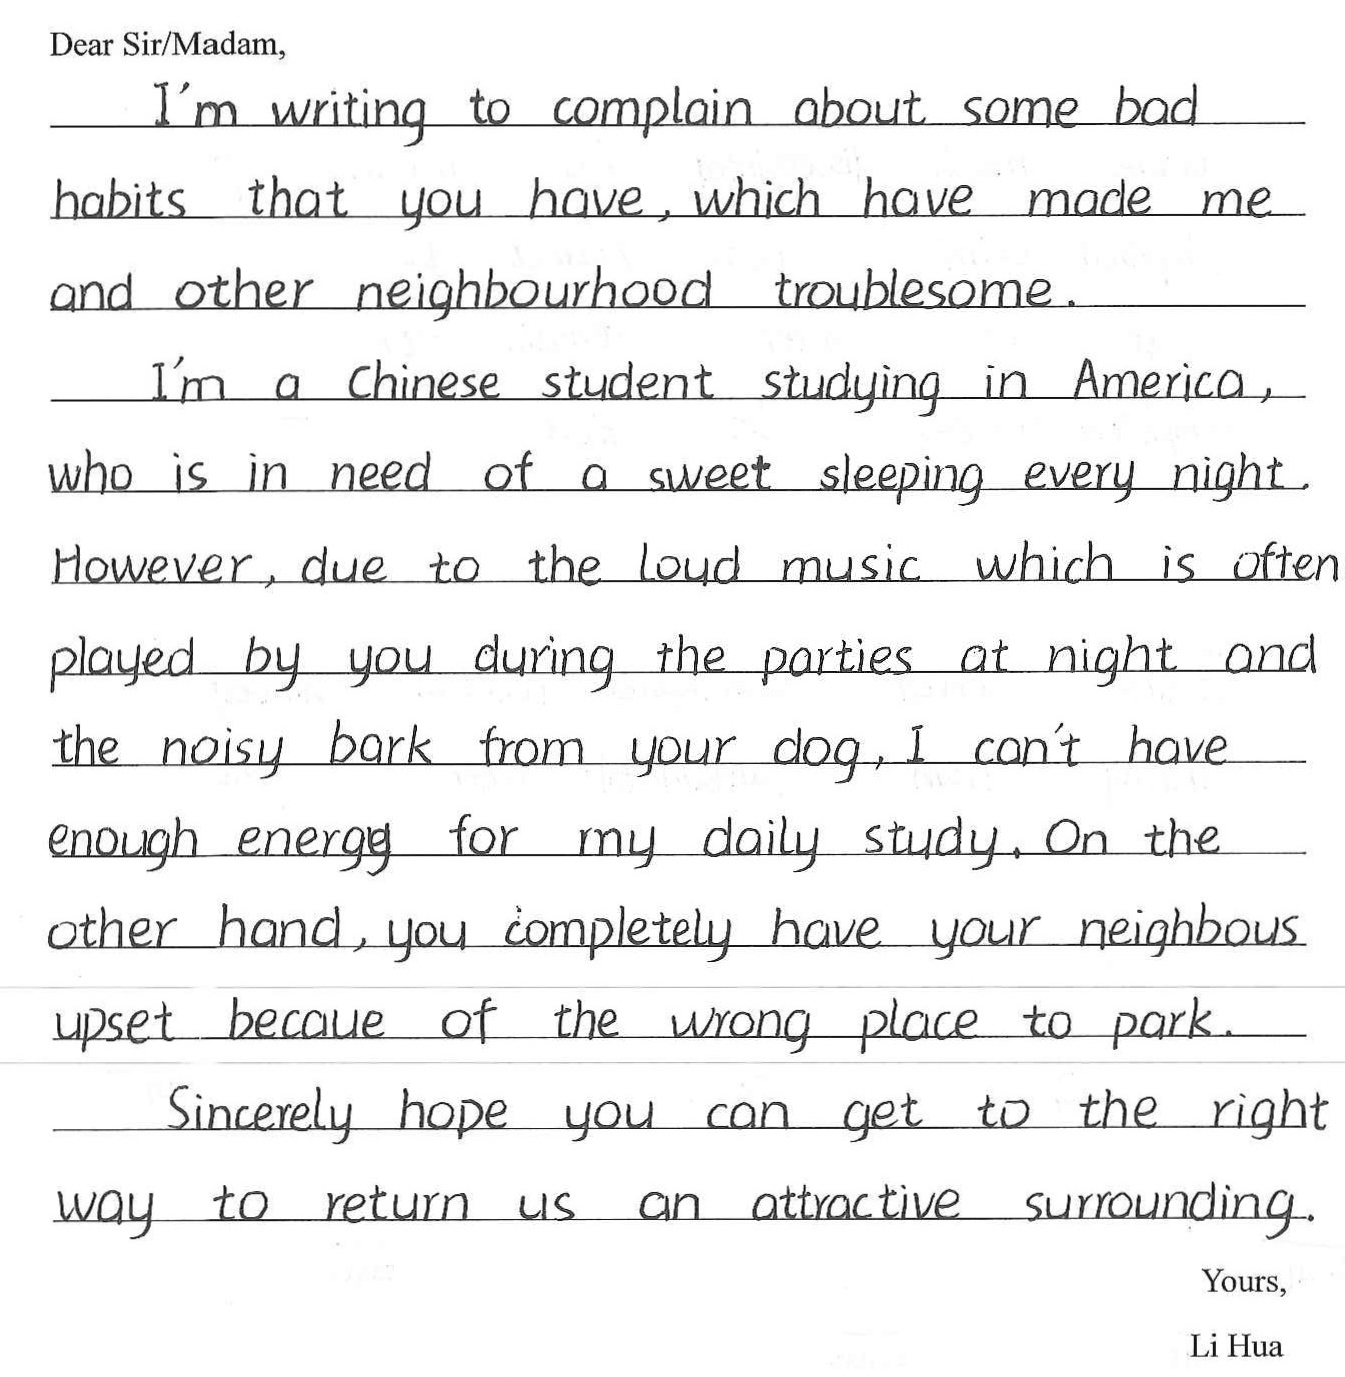 Dear Sir/Madam,
I'm writing to complain about some bad
habits that you have, which have made me
and other neighbourhood troublesome.
I'm a Chinese student studying in America,
who is in need of a sweet sleeping every night.
However, due to the loud music which is often
played by you during the parties at night and
the noisy bark from your dog, I can't have
enough energy for my daily study. On the
other hand, you completely have your neighbous
upset becaue of the wrong place to park.
Sincerely hope you can get to the right
way to return us an attractive surrounding.
Yours,
Li Hua